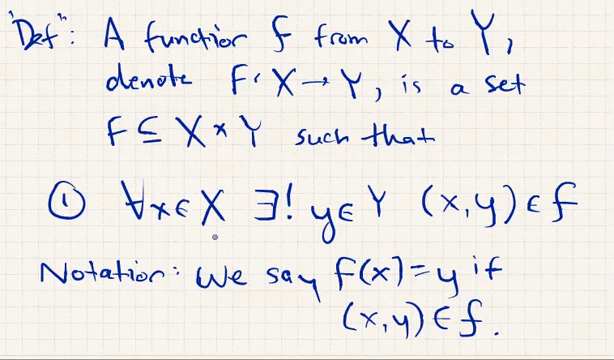 "Def": A function f from X to Y,
denote f: X → Y, is a set
f ⊆ X × Y such that
① ∀x∈X ∃! y∈Y (x,y)∈f
Notation: We say f(x)=y if
(x,y)∈f.